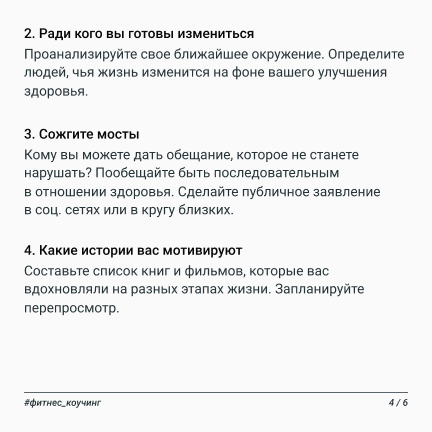 2. Ради кого вы готовы измениться
Проанализируйте свое ближайшее окружение. Определите
людей, чья жизнь изменится на фоне вашего улучшения
здоровья.
3. Сожгите мосты
Кому вы можете дать обещание, которое не станете
нарушать? Пообещайте быть последовательным
в отношении здоровья. Сделайте публичное заявление
в соц. сетях или в кругу близких.
4. Какие истории вас мотивируют
Составьте список книг и фильмов, которые вас
вдохновляли на разных этапах жизни. Запланируйте
перепросмотр.
#фитнес_коучинг 4 / 6